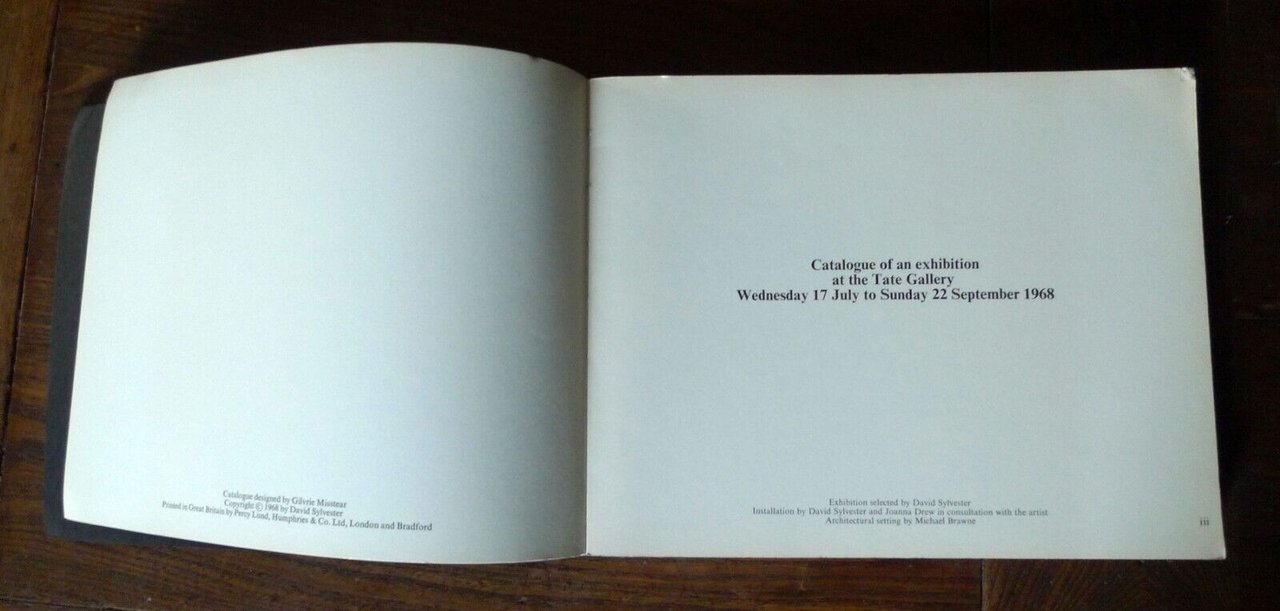 Catalogue designed by Gilvrie Misstear
Copyright © 1968 by David Sylvester
Printed in Great Britain by Percy Lund, Humphries & Co. Ltd, London and Bradford
Catalogue of an exhibition
at the Tate Gallery
Wednesday 17 July to Sunday 22 September 1968
Exhibition selected by David Sylvester
Installation by David Sylvester and Joanna Drew in consultation with the artist
Architectural setting by Michael Brawne
iii